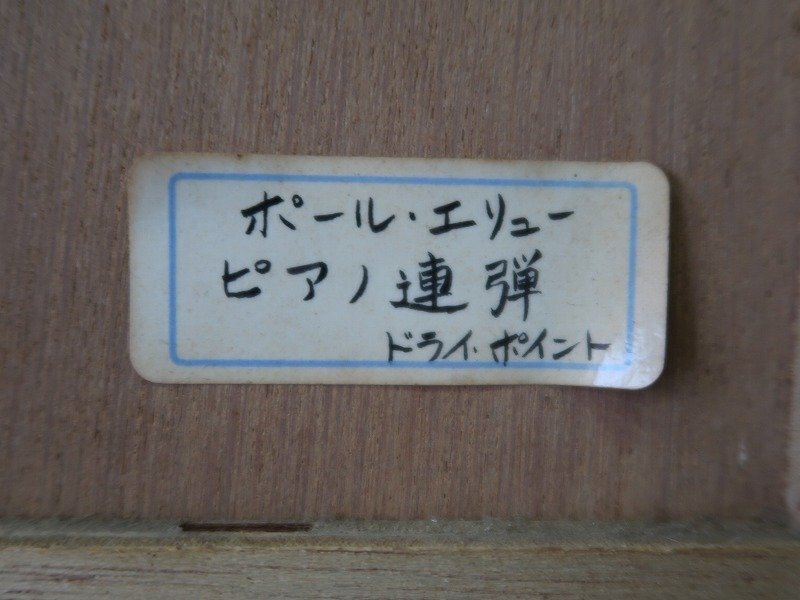 ポール・エリュー
ピアノ連弾
ドライ・ポイント